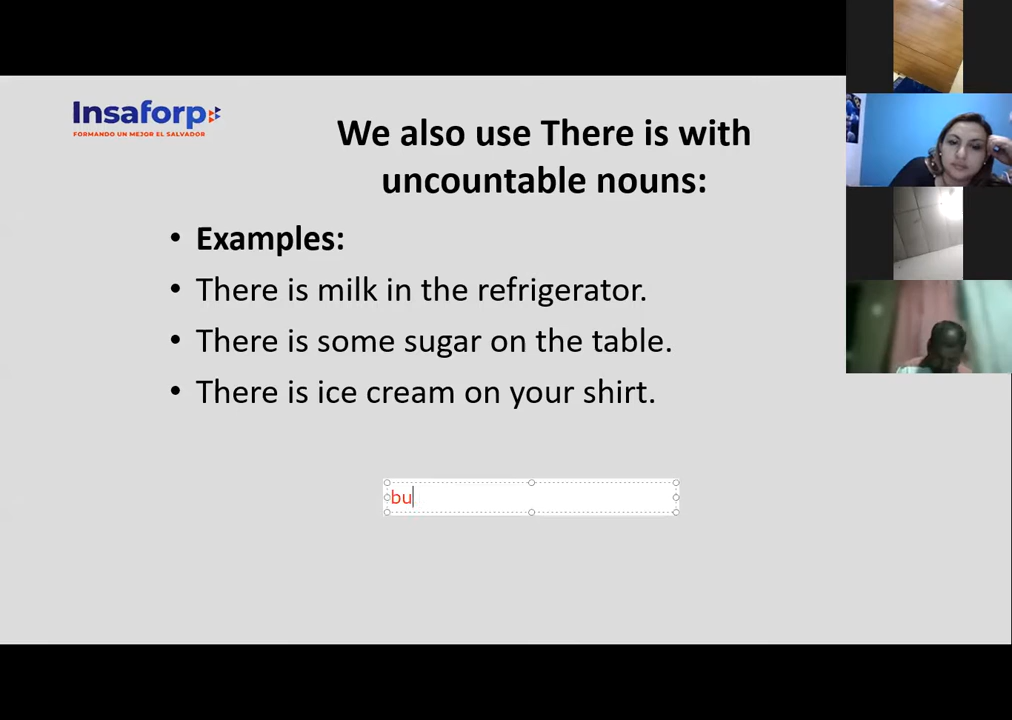 Insaforp
FORMANDO UN MEJOR EL SALVADOR
We also use There is with
uncountable nouns:
• Examples:
• There is milk in the refrigerator.
• There is some sugar on the table.
• There is ice cream on your shirt.
bu